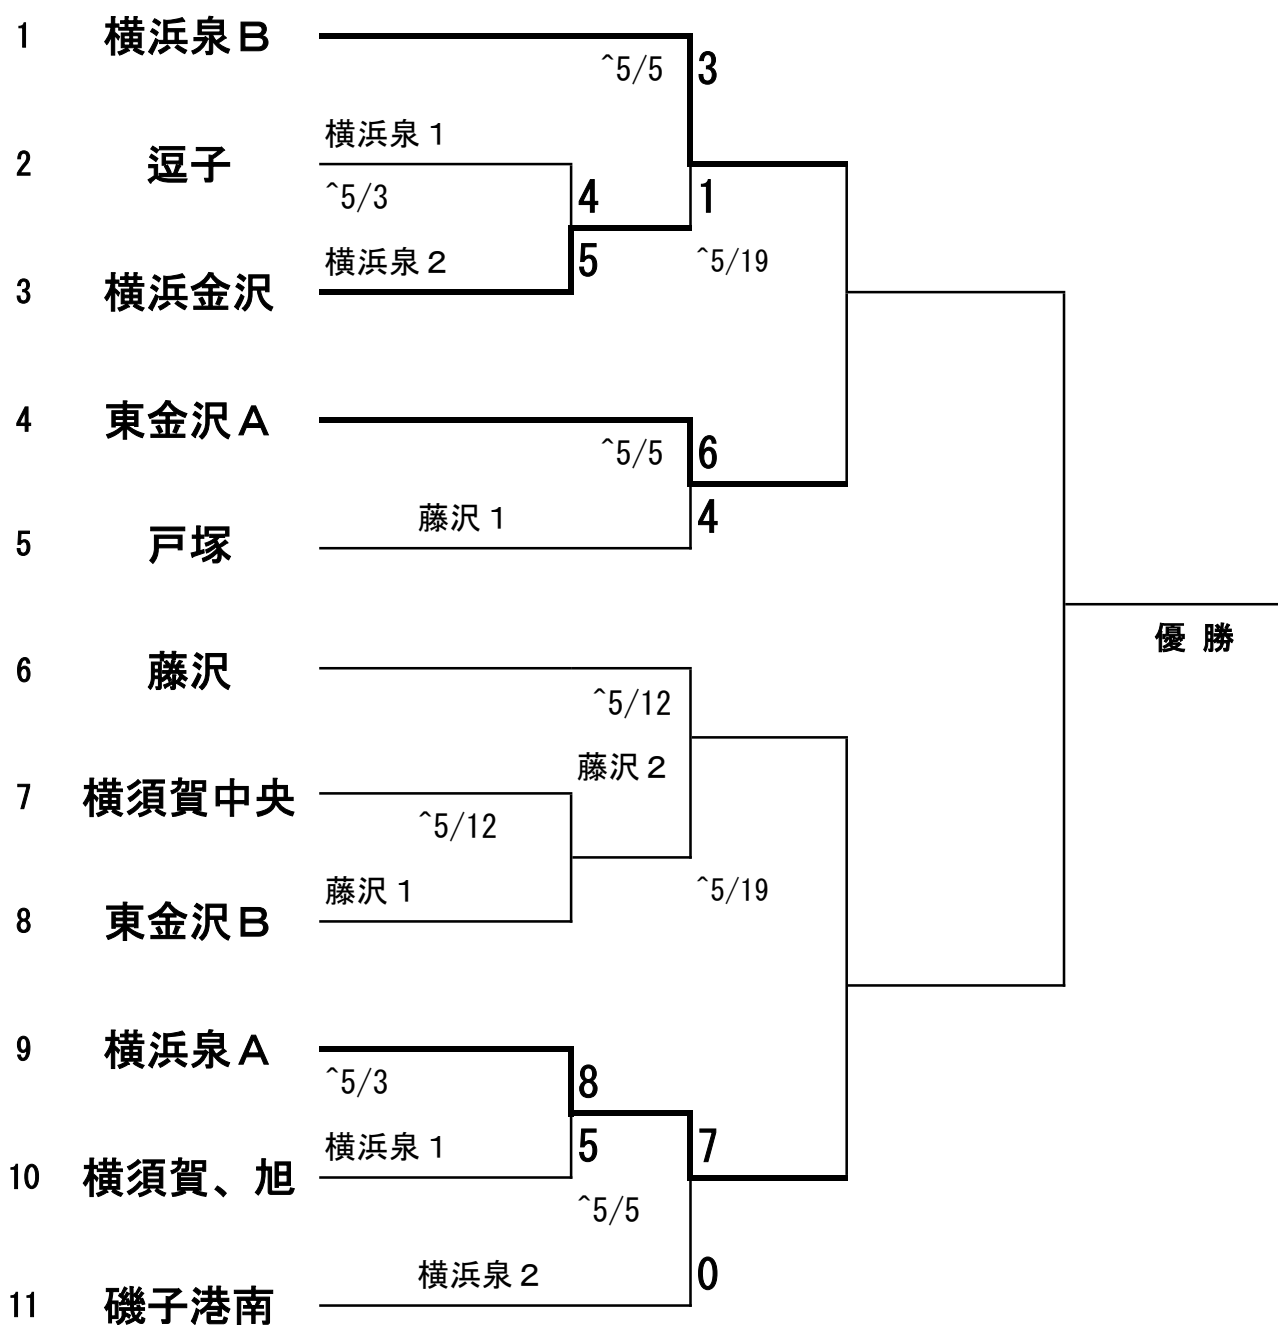 1 横浜泉Ｂ
^5/5 3
横浜泉１
2 逗子
^5/3 4 1
横浜泉２ 5 ^5/19
3 横浜金沢
4 東金沢Ａ
^5/5 6
藤沢１ 4
5 戸塚
優 勝
6 藤沢
^5/12
藤沢２
7 横須賀中央
^5/12
藤沢１ ^5/19
8 東金沢Ｂ
9 横浜泉Ａ
^5/3 8
横浜泉１ 5 7
10 横須賀、旭
^5/5
横浜泉２ 0
11 磯子港南